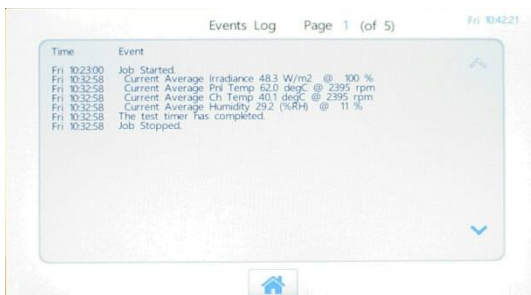 Events Log Page 1 (of 5) Fri 10:42:21
Time Event
Fri 10:23:00 Job Started.
Fri 10:32:58 Current Average Irradiance 48.3 W/m2 @ 100 %
Fri 10:32:58 Current Average Pnl Temp 62.0 degC @ 2395 rpm
Fri 10:32:58 Current Average Ch Temp 40.1 degC @ 2395 rpm
Fri 10:32:58 Current Average Humidity 29.2 (%RH) @ 11 %
Fri 10:32:58 The test timer has completed.
Fri 10:32:58 Job Stopped.